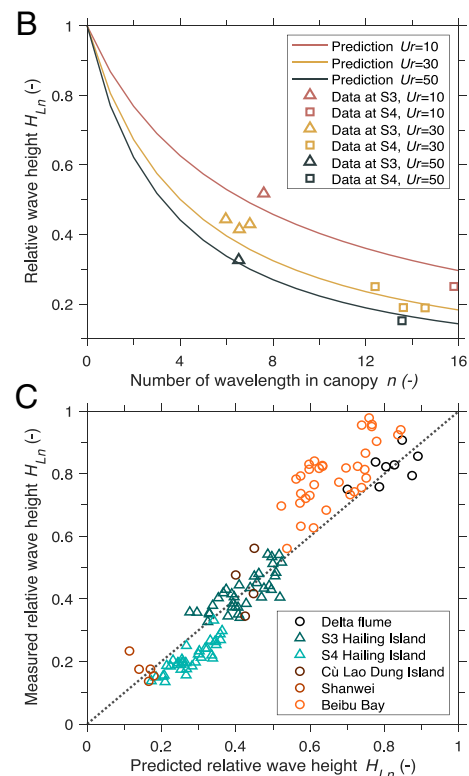 B
1
0.8
0.6
0.4
0.2
Relative wave height H_Ln (-)
Prediction Ur=10
Prediction Ur=30
Prediction Ur=50
Data at S3, Ur=10
Data at S4, Ur=10
Data at S3, Ur=30
Data at S4, Ur=30
Data at S3, Ur=50
Data at S4, Ur=50
0 4 8 12 16
Number of wavelength in canopy n (-)
C
1
0.8
0.6
0.4
0.2
0
Measured relative wave height H_Ln (-)
Delta flume
S3 Hailing Island
S4 Hailing Island
Cù Lao Dung Island
Shanwei
Beibu Bay
0 0.2 0.4 0.6 0.8 1
Predicted relative wave height H_Ln (-)